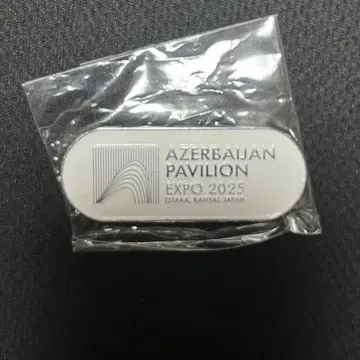 AZERBAIJAN
PAVILION
EXPO 2025
OSAKA, KANSAI, JAPAN